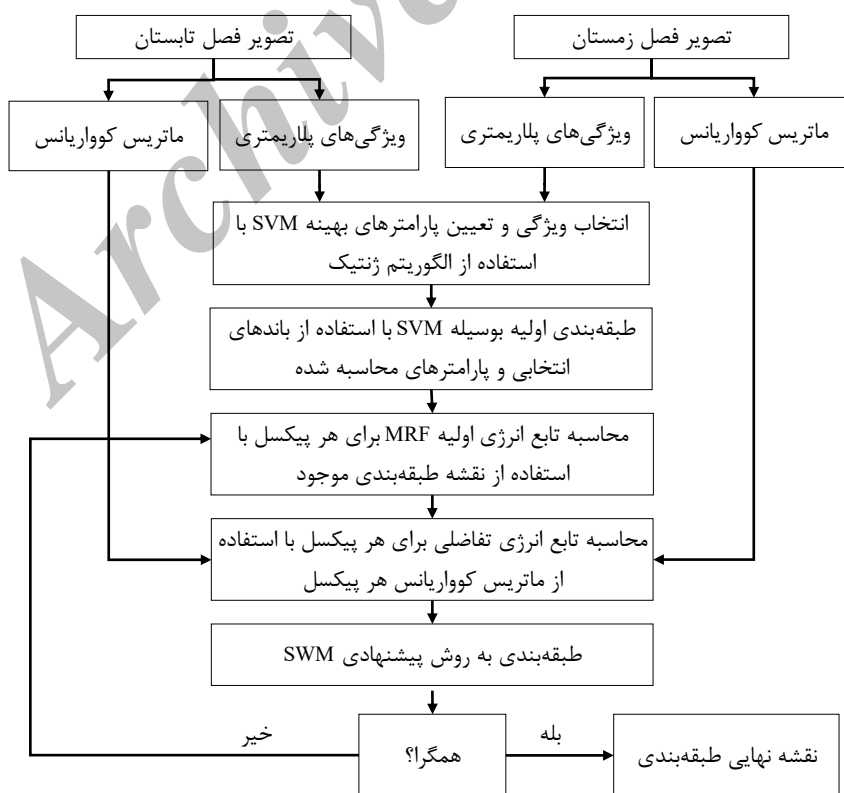 تصویر فصل زمستان
تصویر فصل تابستان
ماتریس کوواریانس
ویژگی‌های پلاریمتری
ویژگی‌های پلاریمتری
ماتریس کوواریانس
انتخاب ویژگی و تعیین پارامترهای بهینه SVM با
استفاده از الگوریتم ژنتیک
طبقه‌بندی اولیه بوسیله SVM با استفاده از باندهای
انتخابی و پارامترهای محاسبه شده
محاسبه تابع انرژی اولیه MRF برای هر پیکسل با
استفاده از نقشه طبقه‌بندی موجود
محاسبه تابع انرژی تفاضلی برای هر پیکسل با استفاده
از ماتریس کوواریانس هر پیکسل
طبقه‌بندی به روش پیشنهادی SWM
همگرا؟
خیر
بله
نقشه نهایی طبقه‌بندی
Archive